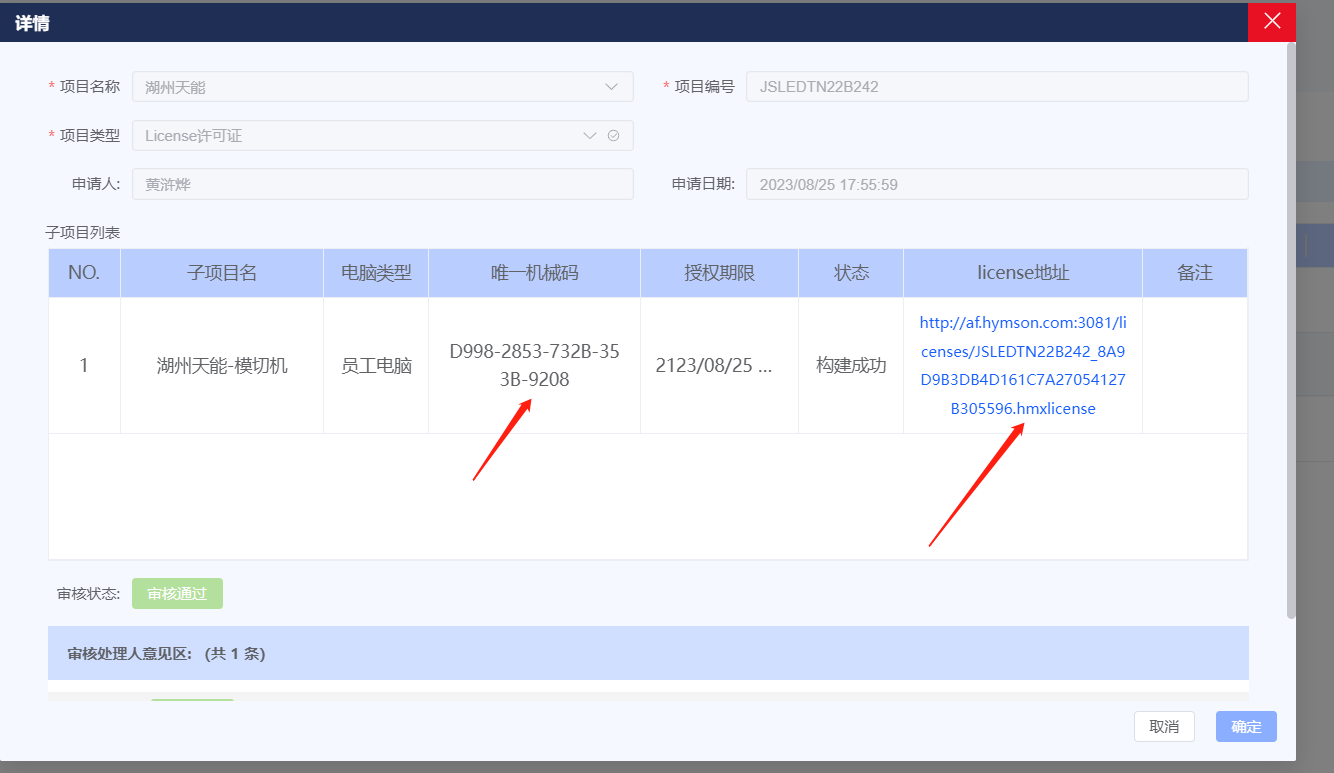 详情
* 项目名称 湖州天能
* 项目编号 JSLEDTN22B242
* 项目类型 License许可证
申请人: 黄浒烨
申请日期: 2023/08/25 17:55:59
子项目列表
NO. 子项目名 电脑类型 唯一机械码 授权期限 状态 license地址 备注
1 湖州天能-模切机 员工电脑
D998-2853-732B-35
3B-9208
2123/08/25 ...
构建成功
http://af.hymson.com:3081/li
censes/JSLEDTN22B242_8A9
D9B3DB4D161C7A27054127
B305596.hmxlicense
审核状态: 审核通过
审核处理人意见区: (共 1 条)
取消 确定